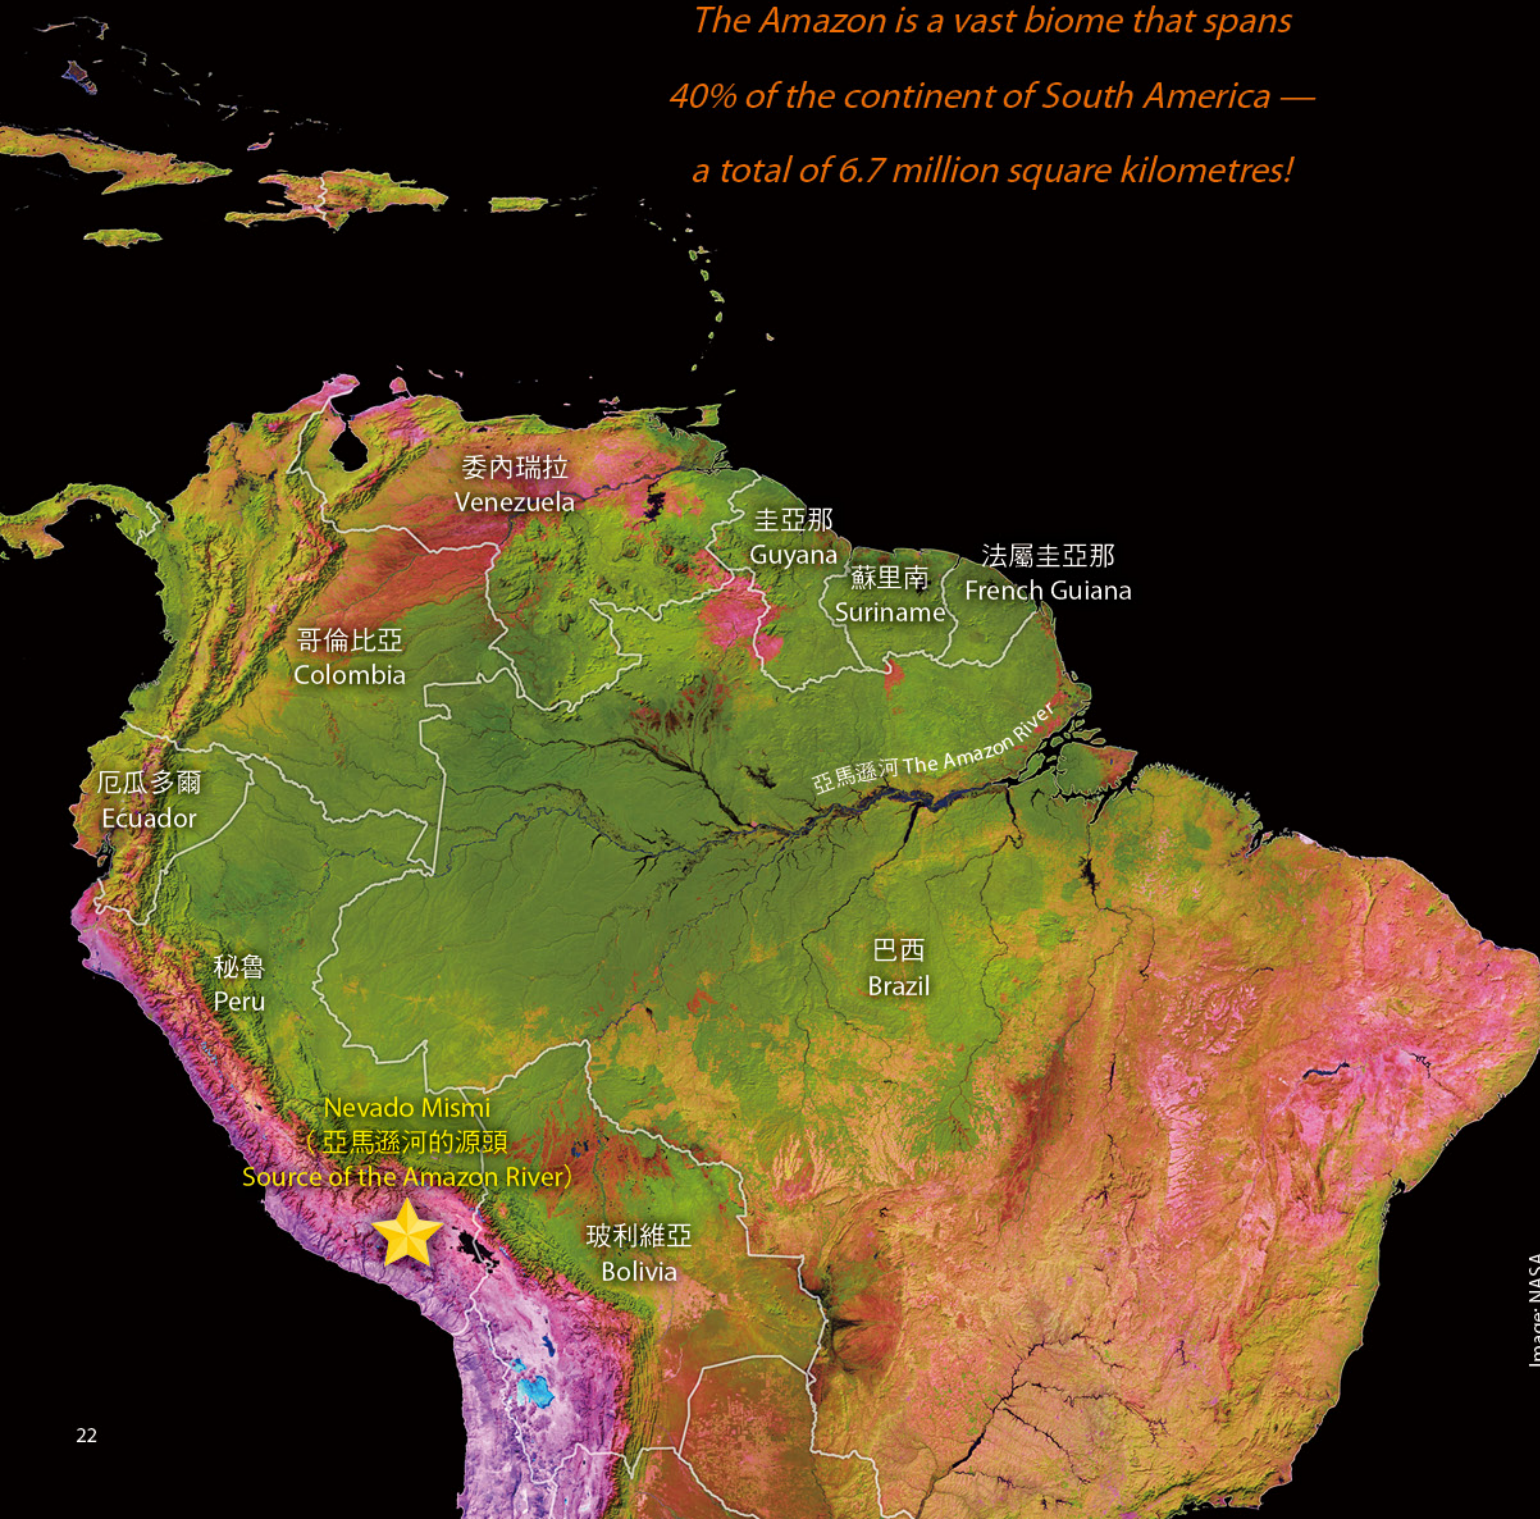 The Amazon is a vast biome that spans
40% of the continent of South America —
a total of 6.7 million square kilometres!
委內瑞拉
Venezuela
圭亞那
Guyana
法屬圭亞那
French Guiana
蘇里南
Suriname
哥倫比亞
Colombia
亞馬遜河 The Amazon River
厄瓜多爾
Ecuador
巴西
Brazil
秘魯
Peru
Nevado Mismi
（亞馬遜河的源頭
Source of the Amazon River）
玻利維亞
Bolivia
Image: NASA
22